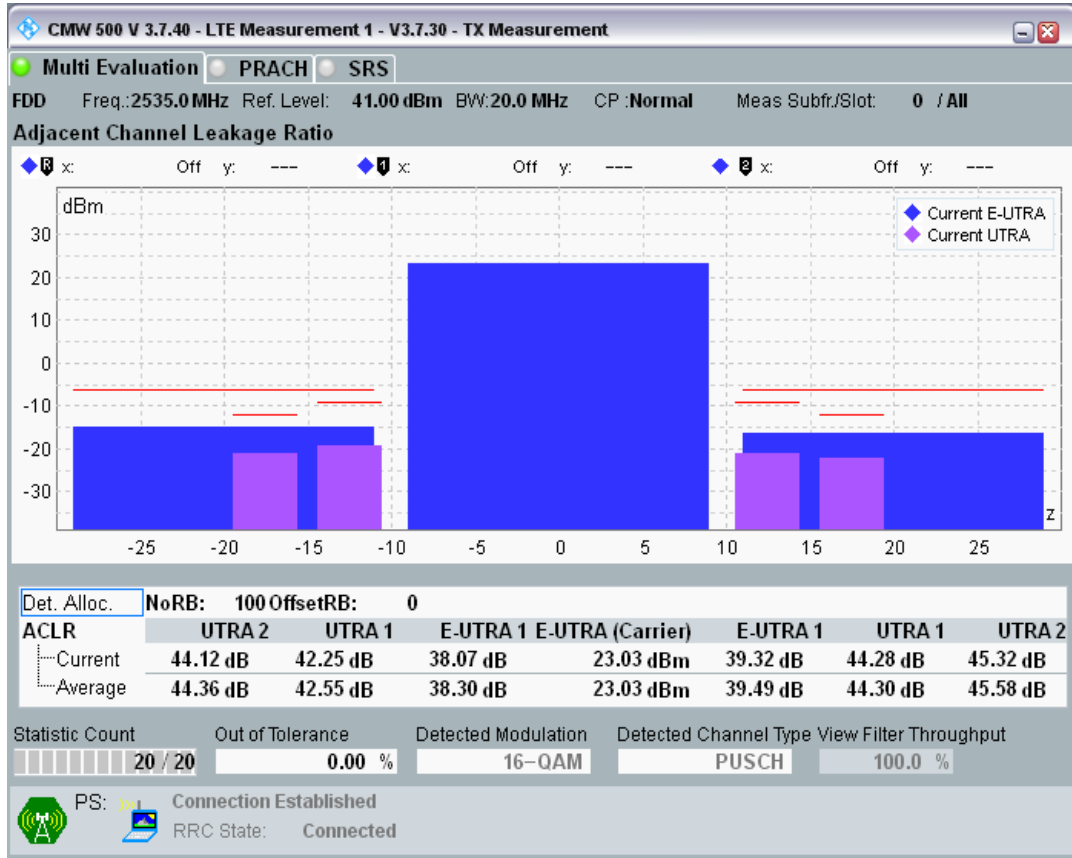 CMW 500 V 3.7.40 - LTE Measurement 1 - V3.7.30 - TX Measurement
Multi Evaluation PRACH SRS
FDD Freq.:2535.0 MHz Ref. Level: 41.00 dBm BW:20.0 MHz CP :Normal Meas Subfr./Slot: 0 / All
Adjacent Channel Leakage Ratio
R x: Off y: --- 1 x: Off y: --- 2 x: Off y: ---
dBm
Current E-UTRA
Current UTRA
30
20
10
0
-10
-20
-30
z
-25 -20 -15 -10 -5 0 5 10 15 20 25
Det. Alloc. NoRB: 100 OffsetRB: 0
ACLR UTRA 2 UTRA 1 E-UTRA 1 E-UTRA (Carrier) E-UTRA 1 UTRA 1 UTRA 2
Current 44.12 dB 42.25 dB 38.07 dB 23.03 dBm 39.32 dB 44.28 dB 45.32 dB
Average 44.36 dB 42.55 dB 38.30 dB 23.03 dBm 39.49 dB 44.30 dB 45.58 dB
Statistic Count Out of Tolerance Detected Modulation Detected Channel Type View Filter Throughput
20 / 20 0.00 % 16-QAM PUSCH 100.0 %
PS: Connection Established
RRC State: Connected